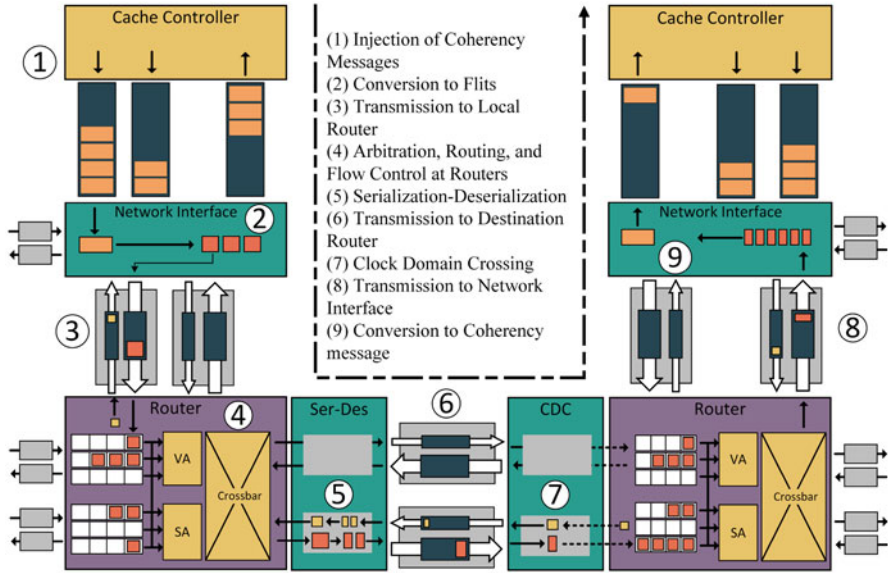 Cache Controller
1
(1) Injection of Coherency
Messages
(2) Conversion to Flits
(3) Transmission to Local
Router
(4) Arbitration, Routing, and
Flow Control at Routers
(5) Serialization-Deserialization
(6) Transmission to Destination
Router
(7) Clock Domain Crossing
(8) Transmission to Network
Interface
(9) Conversion to Coherency
message
Cache Controller
Network Interface
2
Network Interface
9
3
8
Router
4
VA
SA
Crossbar
Ser-Des
5
6
CDC
7
Router
VA
SA
Crossbar